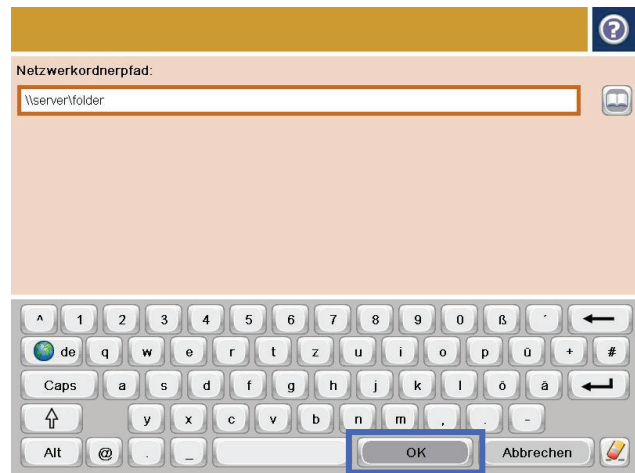 ?
Netzwerkordnerpfad:
\\server\folder
^ 1 2 3 4 5 6 7 8 9 0 ß ´
de q w e r t z u i o p ü + #
Caps a s d f g h j k l ö ä
y x c v b n m , . -
Alt @ . _ OK Abbrechen